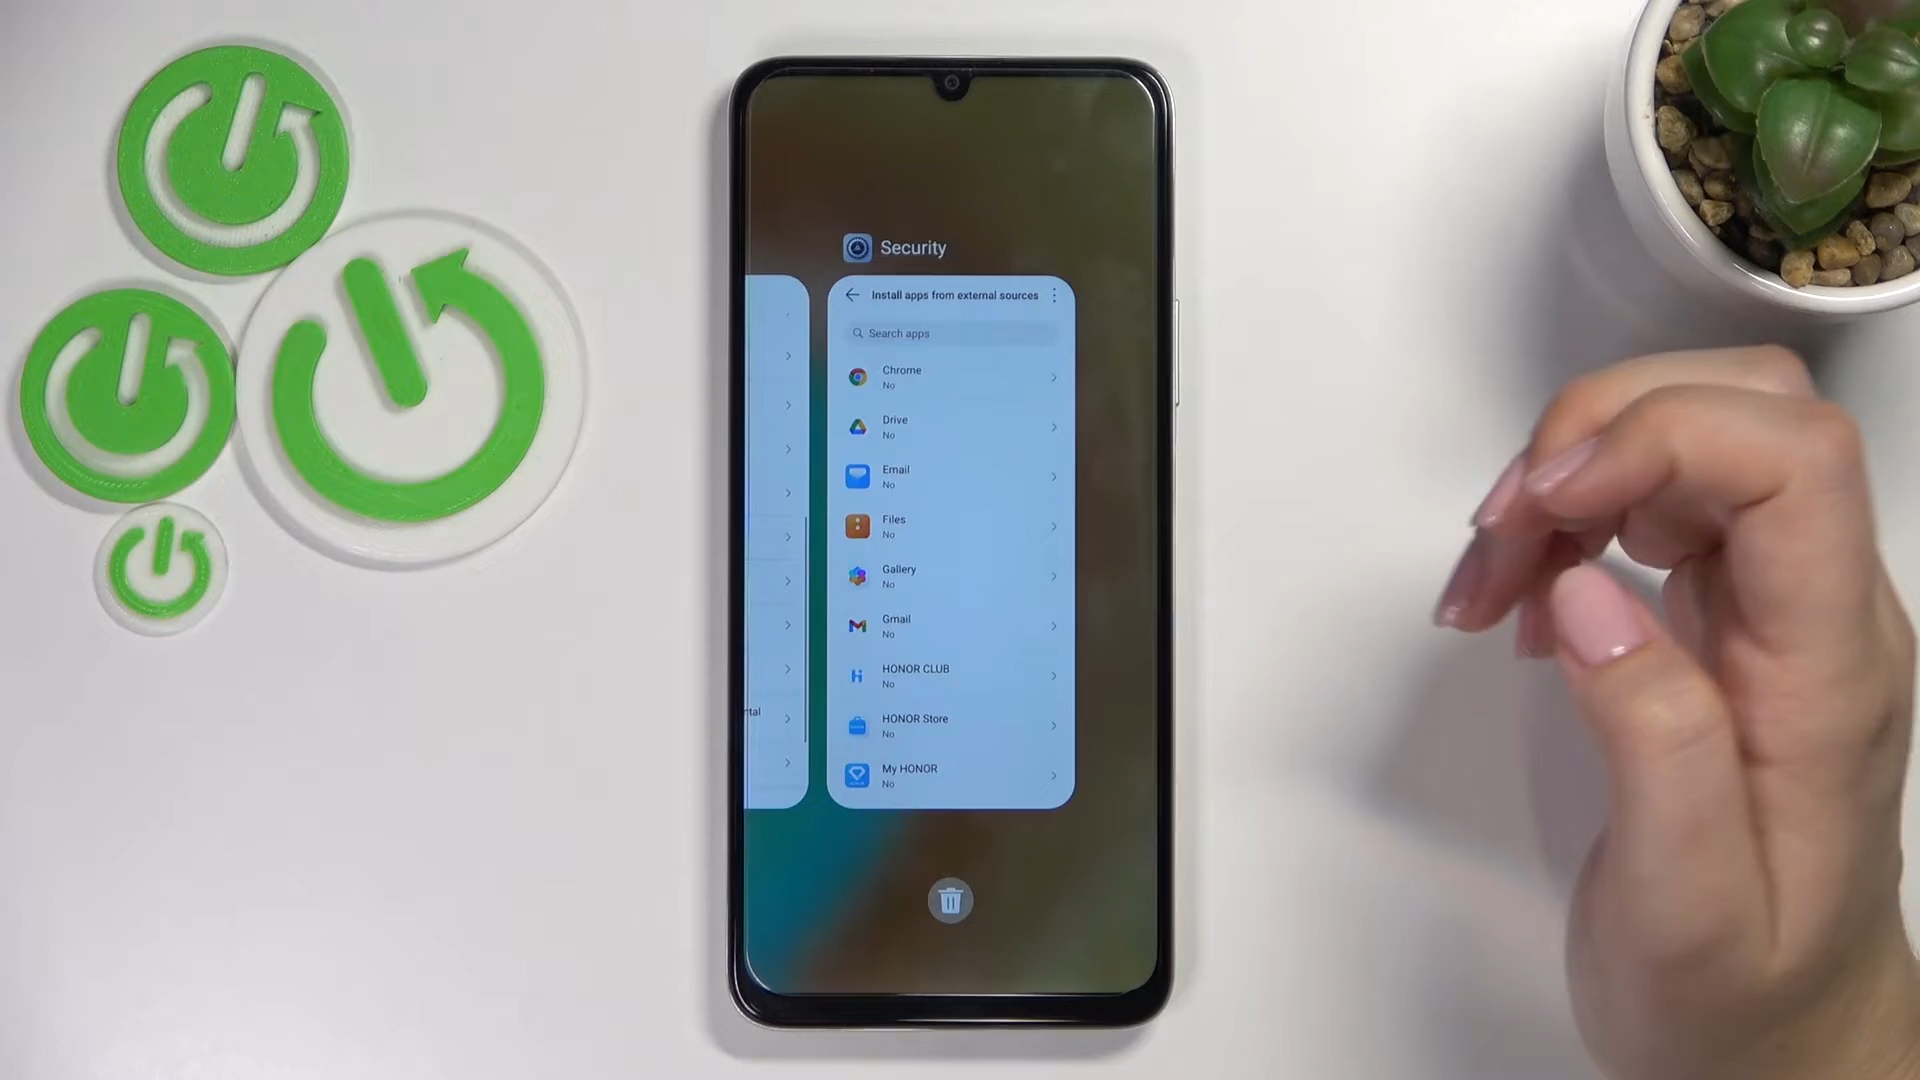 Security
Install apps from external sources
Search apps
Chrome
No
Drive
No
Email
No
Files
No
Gallery
No
Gmail
No
HONOR CLUB
No
ntal
HONOR Store
No
My HONOR
No